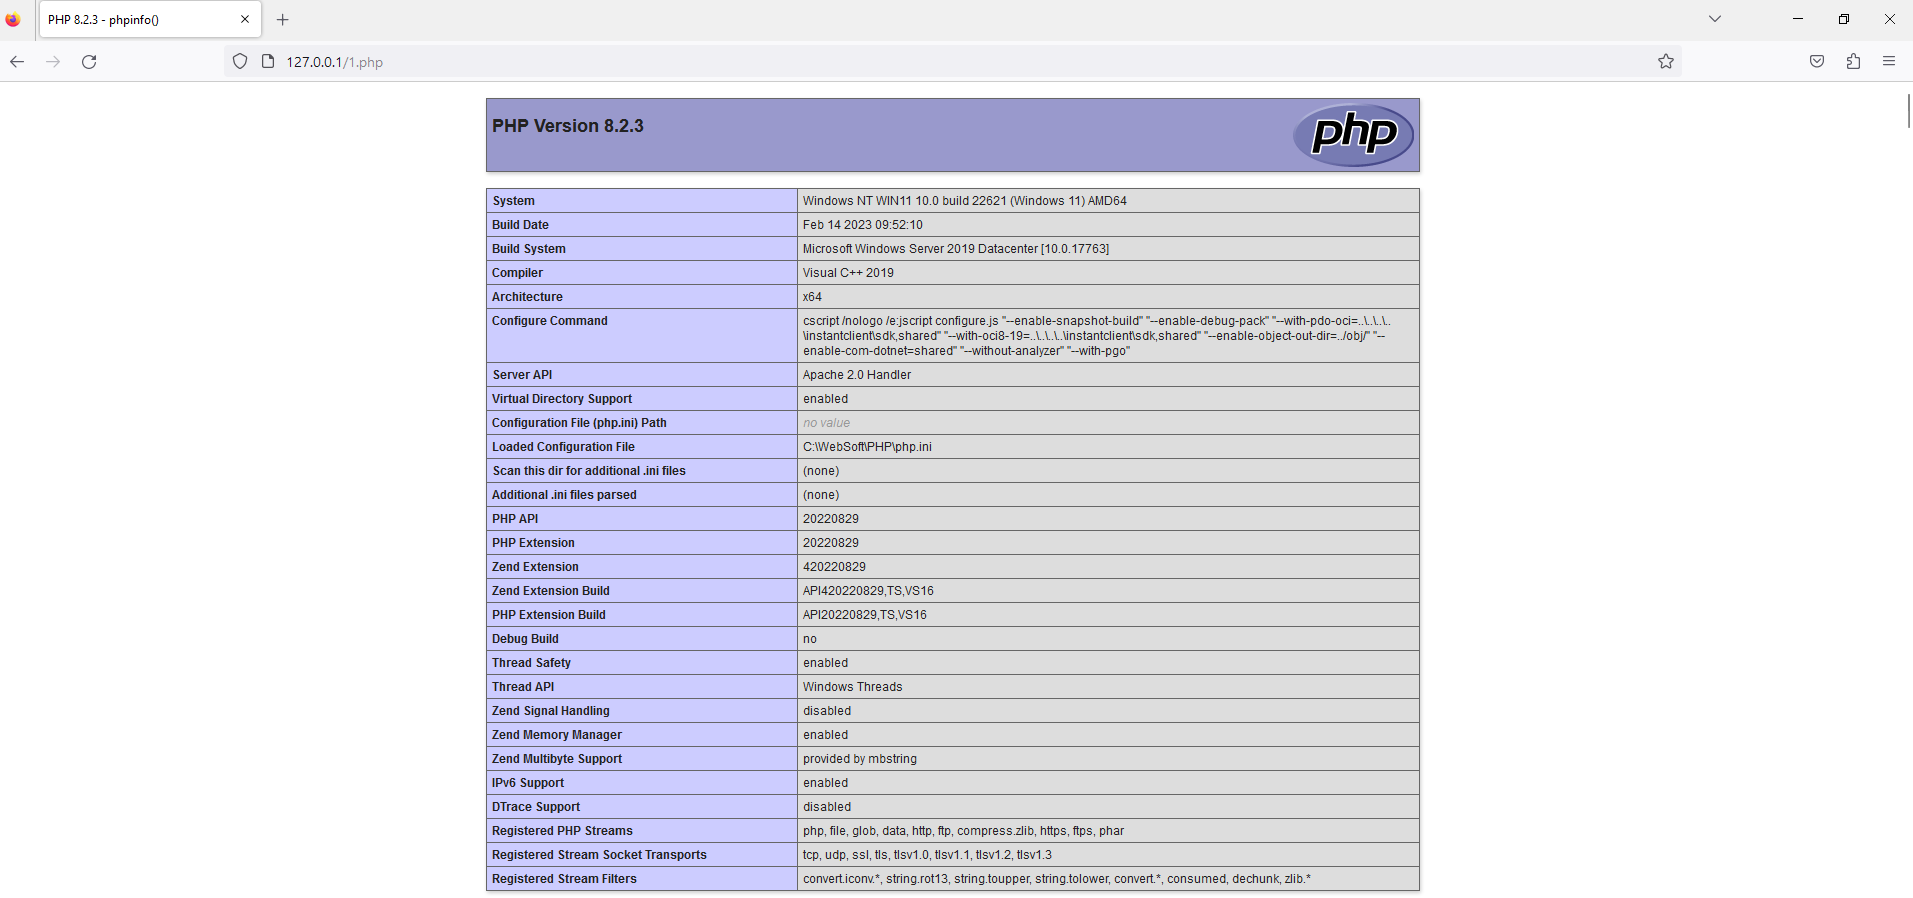 PHP 8.2.3 - phpinfo()
127.0.0.1/1.php
PHP Version 8.2.3
php
System Windows NT WIN11 10.0 build 22621 (Windows 11) AMD64
Build Date Feb 14 2023 09:52:10
Build System Microsoft Windows Server 2019 Datacenter [10.0.17763]
Compiler Visual C++ 2019
Architecture x64
Configure Command cscript /nologo /e:jscript configure.js "--enable-snapshot-build" "--enable-debug-pack" "--with-pdo-oci=..\..\..\..
\instantclient\sdk,shared" "--with-oci8-19=..\..\..\..\instantclient\sdk,shared" "--enable-object-out-dir=../obj/" "--
enable-com-dotnet=shared" "--without-analyzer" "--with-pgo"
Server API Apache 2.0 Handler
Virtual Directory Support enabled
Configuration File (php.ini) Path no value
Loaded Configuration File C:\WebSoft\PHP\php.ini
Scan this dir for additional .ini files (none)
Additional .ini files parsed (none)
PHP API 20220829
PHP Extension 20220829
Zend Extension 420220829
Zend Extension Build API420220829,TS,VS16
PHP Extension Build API20220829,TS,VS16
Debug Build no
Thread Safety enabled
Thread API Windows Threads
Zend Signal Handling disabled
Zend Memory Manager enabled
Zend Multibyte Support provided by mbstring
IPv6 Support enabled
DTrace Support disabled
Registered PHP Streams php, file, glob, data, http, ftp, compress.zlib, https, ftps, phar
Registered Stream Socket Transports tcp, udp, ssl, tls, tlsv1.0, tlsv1.1, tlsv1.2, tlsv1.3
Registered Stream Filters convert.iconv.*, string.rot13, string.toupper, string.tolower, convert.*, consumed, dechunk, zlib.*